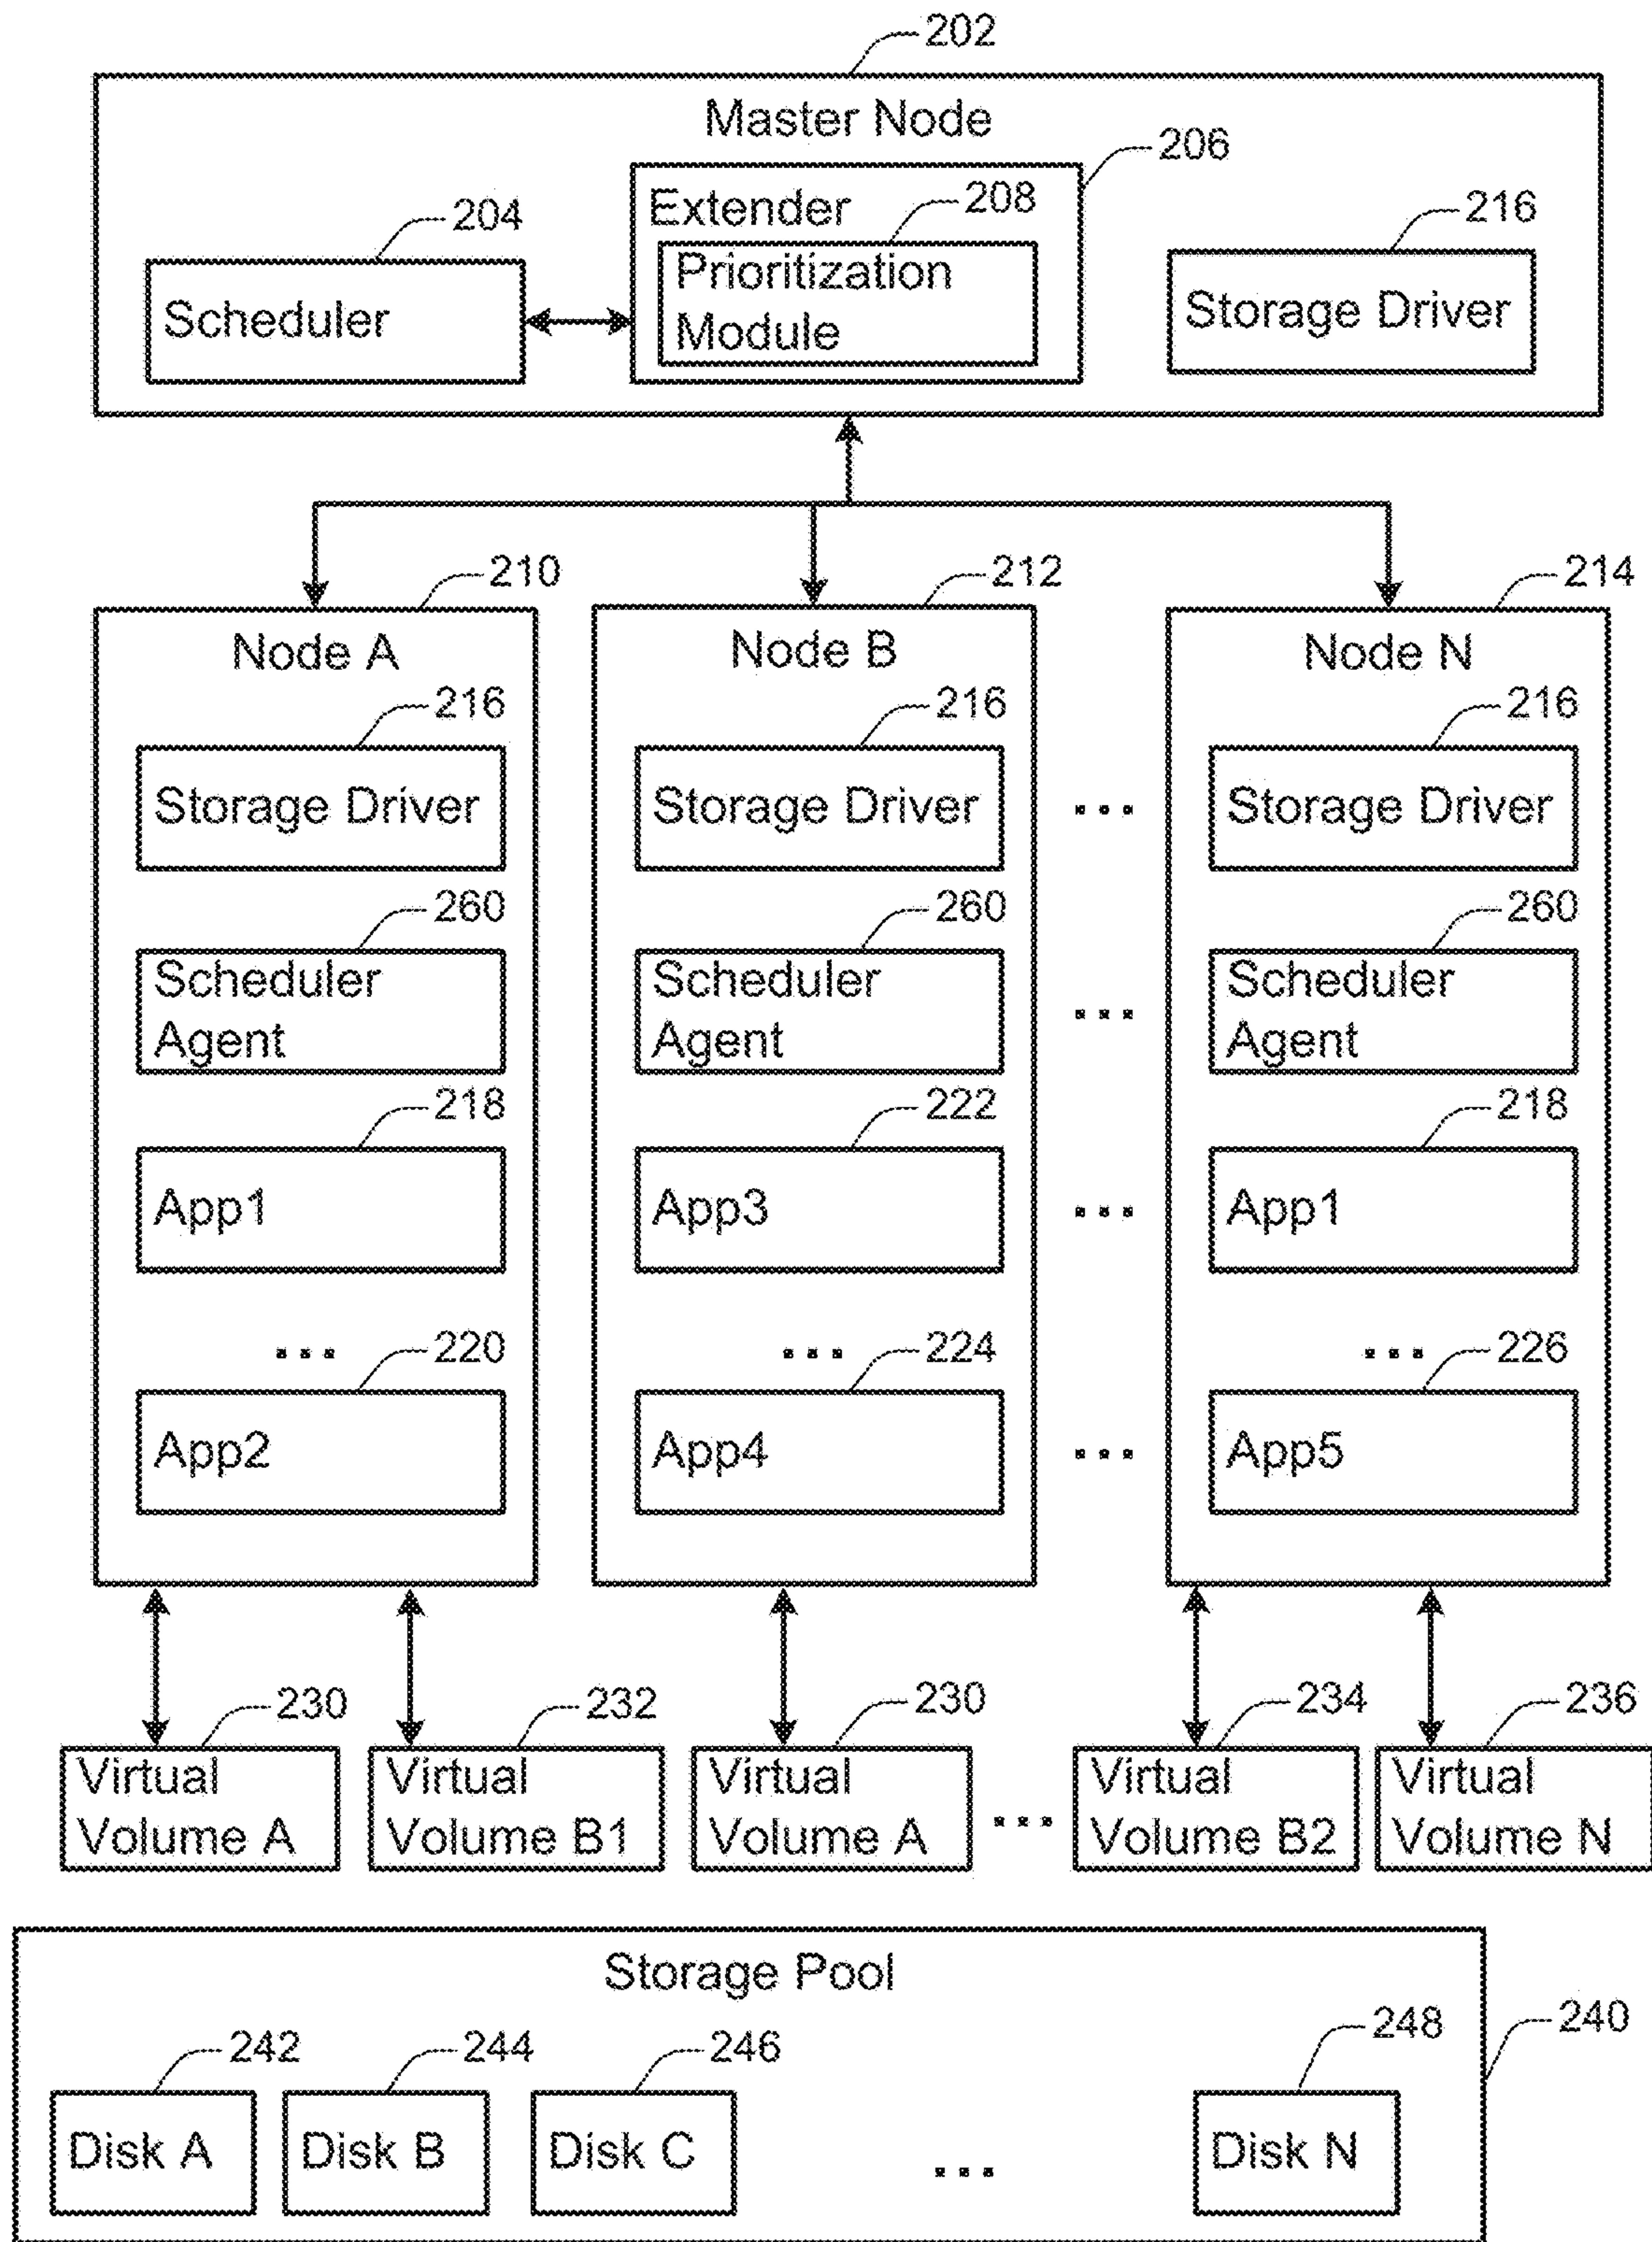 202
Master Node
206
Extender
208
204
216
Prioritization
Module
Scheduler
Storage Driver
210
212
214
Node A
Node B
Node N
216
216
216
Storage Driver
Storage Driver
...
Storage Driver
260
260
260
Scheduler
Agent
Scheduler
Agent
...
Scheduler
Agent
218
222
218
App1
App3
...
App1
...
220
...
224
...
226
App2
App4
...
App5
230
232
230
234
236
Virtual
Volume A
Virtual
Volume B1
Virtual
Volume A
...
Virtual
Volume B2
Virtual
Volume N
Storage Pool
240
242
244
246
248
Disk A
Disk B
Disk C
...
Disk N